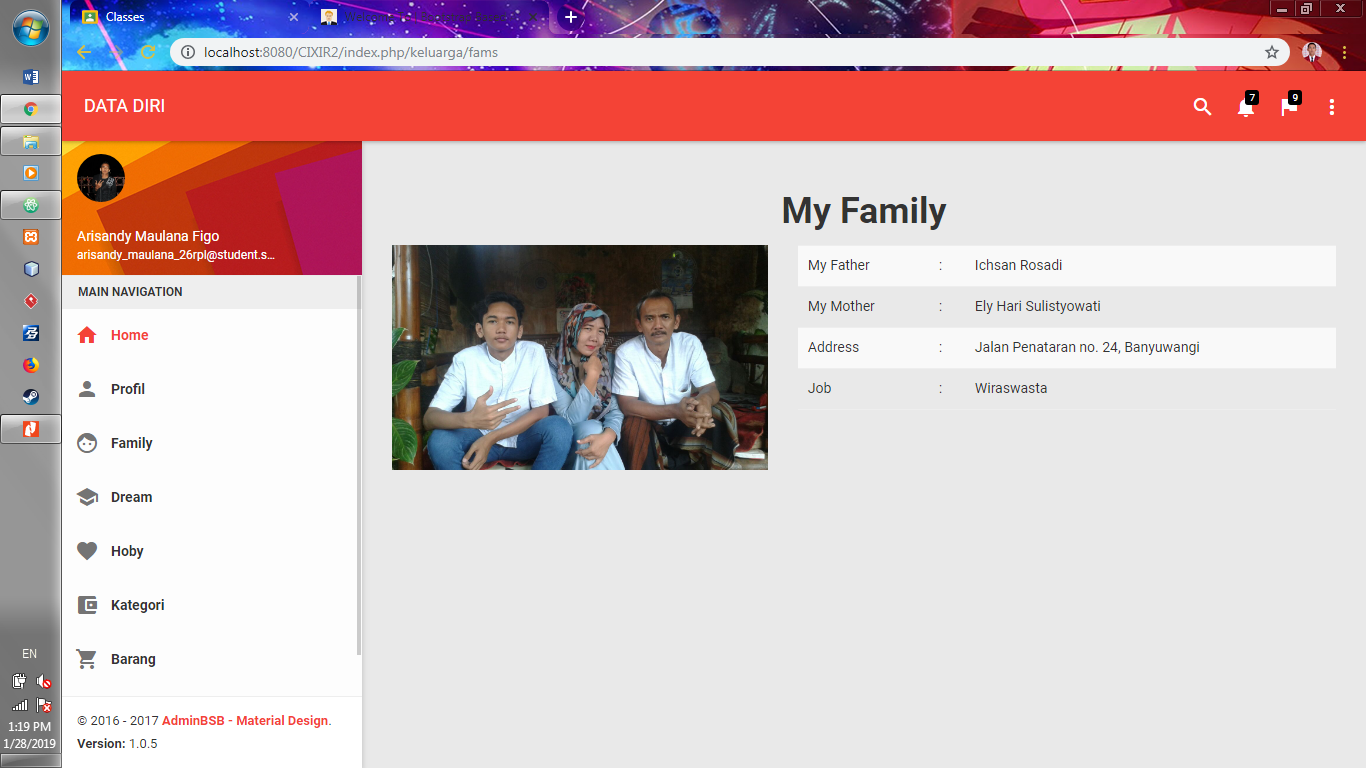 Classes
localhost:8080/CIXIR2/index.php/keluarga/fams
DATA DIRI
7
9
Arisandy Maulana Figo
arisandy_maulana_26rpl@student.s...
MAIN NAVIGATION
Home
Profil
Family
Dream
Hoby
Kategori
Barang
© 2016 - 2017 AdminBSB - Material Design.
Version: 1.0.5
My Family
My Father : Ichsan Rosadi
My Mother : Ely Hari Sulistyowati
Address : Jalan Penataran no. 24, Banyuwangi
Job : Wiraswasta
EN
1:19 PM
1/28/2019